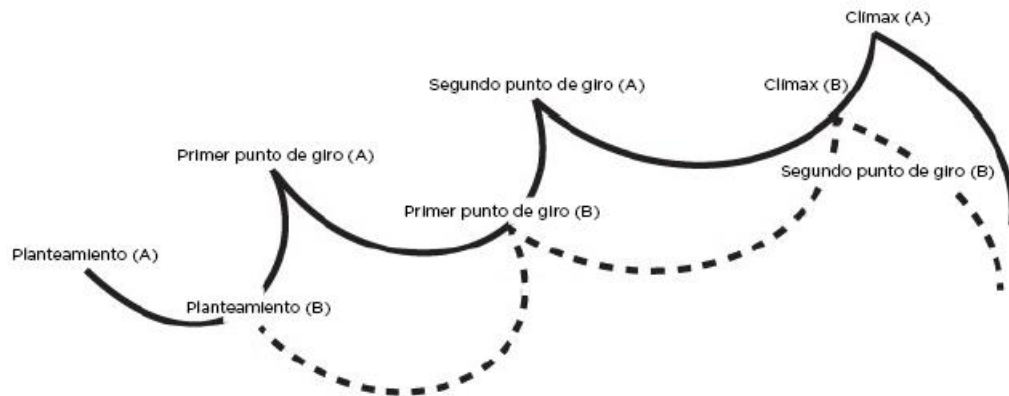 Clímax (A)
Segundo punto de giro (A)
Clímax (B)
Primer punto de giro (A)
Segundo punto de giro (B)
Primer punto de giro (B)
Planteamiento (A)
Planteamiento (B)